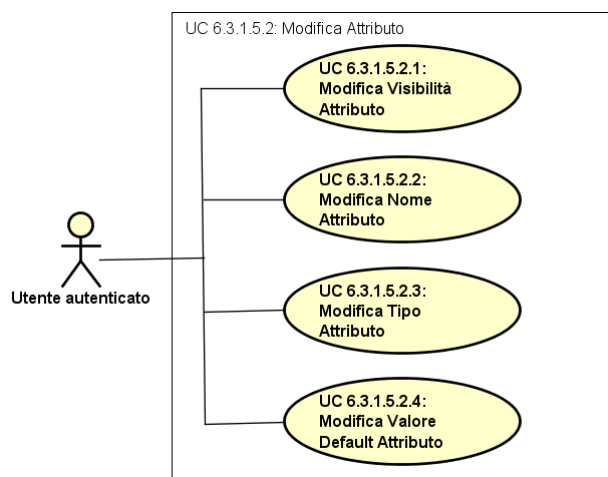 UC 6.3.1.5.2: Modifica Attributo
UC 6.3.1.5.2.1:
Modifica Visibilità
Attributo
UC 6.3.1.5.2.2:
Modifica Nome
Attributo
Utente autenticato
UC 6.3.1.5.2.3:
Modifica Tipo
Attributo
UC 6.3.1.5.2.4:
Modifica Valore
Default Attributo